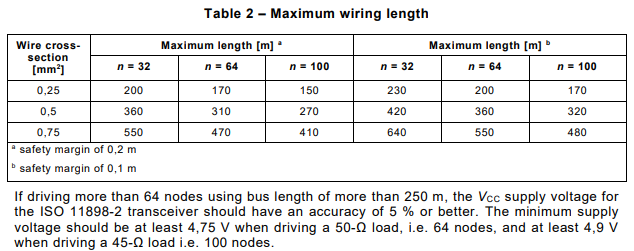 Table 2 – Maximum wiring length
Wire cross-section [mm²] Maximum length [m] ᵃ Maximum length [m] ᵇ
n = 32 n = 64 n = 100 n = 32 n = 64 n = 100
0,25 200 170 150 230 200 170
0,5 360 310 270 420 360 320
0,75 550 470 410 640 550 480
ᵃ safety margin of 0,2 m
ᵇ safety margin of 0,1 m
If driving more than 64 nodes using bus length of more than 250 m, the VCC supply voltage for
the ISO 11898-2 transceiver should have an accuracy of 5 % or better. The minimum supply
voltage should be at least 4,75 V when driving a 50-Ω load, i.e. 64 nodes, and at least 4,9 V
when driving a 45-Ω load i.e. 100 nodes.